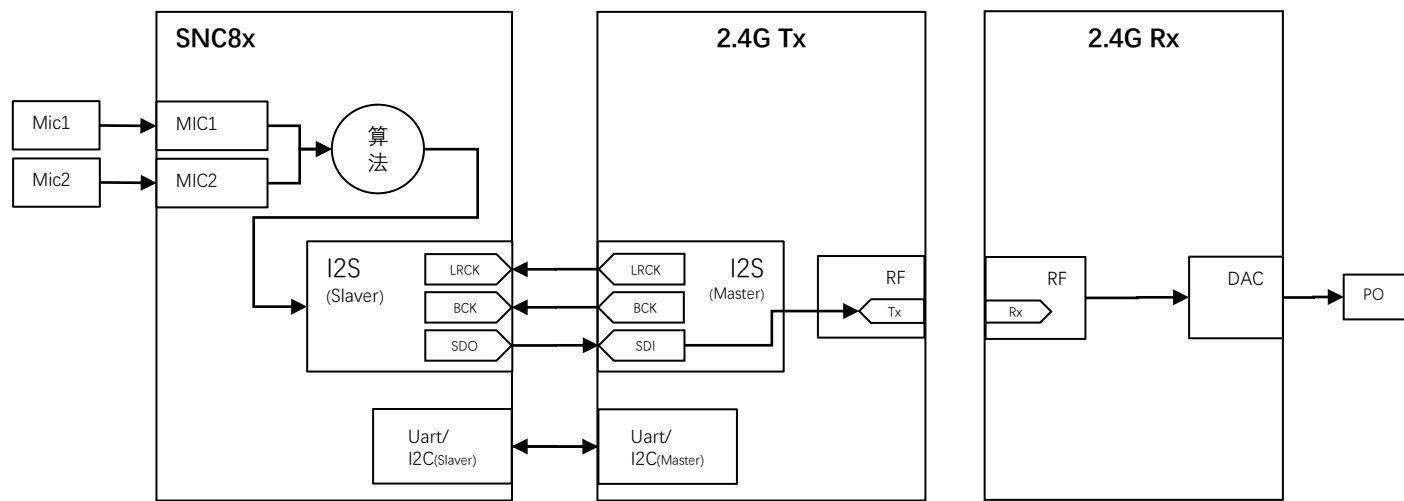 SNC8x
2.4G Tx
2.4G Rx
Mic1
MIC1
Mic2
MIC2
算
法
I2S
(Slaver)
LRCK
BCK
SDO
LRCK
BCK
SDI
I2S
(Master)
RF
Tx
Rx
RF
DAC
PO
Uart/
I2C(Slaver)
Uart/
I2C(Master)